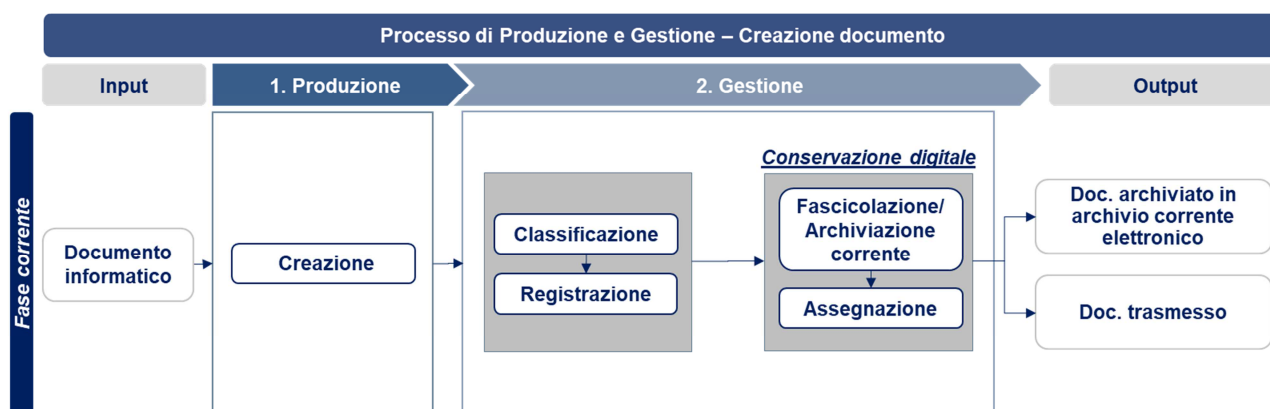 Processo di Produzione e Gestione – Creazione documento
Input
1. Produzione
2. Gestione
Output
Fase corrente
Documento
informatico
Creazione
Classificazione
Registrazione
Conservazione digitale
Fascicolazione/
Archiviazione
corrente
Assegnazione
Doc. archiviato in
archivio corrente
elettronico
Doc. trasmesso